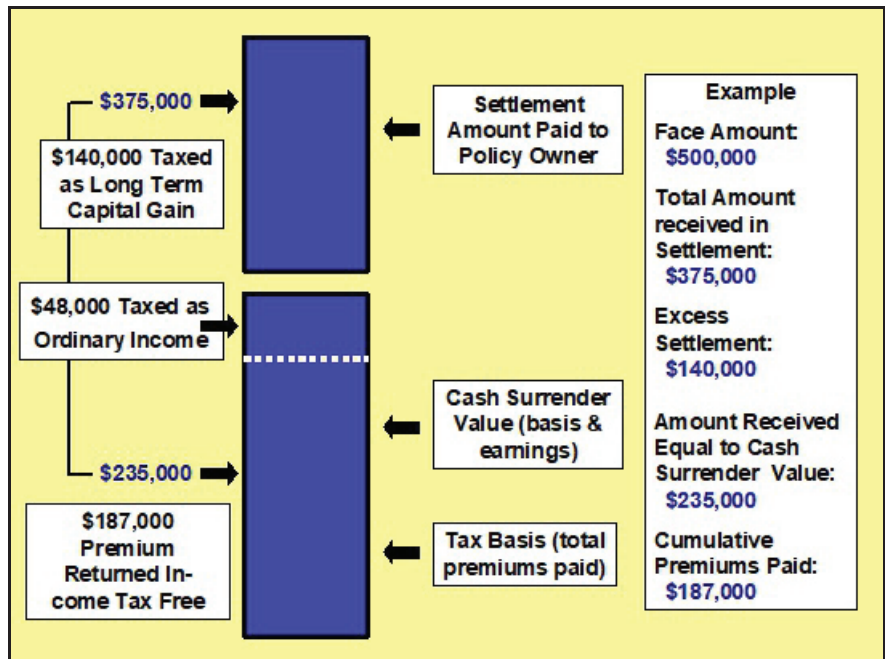 $375,000
$140,000 Taxed
as Long Term
Capital Gain
$48,000 Taxed as
Ordinary Income
$235,000
$187,000
Premium
Returned In-
come Tax Free
Settlement
Amount Paid to
Policy Owner
Cash Surrender
Value (basis &
earnings)
Tax Basis (total
premiums paid)
Example
Face Amount:
$500,000
Total Amount
received in
Settlement:
$375,000
Excess
Settlement:
$140,000
Amount Received
Equal to Cash
Surrender Value:
$235,000
Cumulative
Premiums Paid:
$187,000